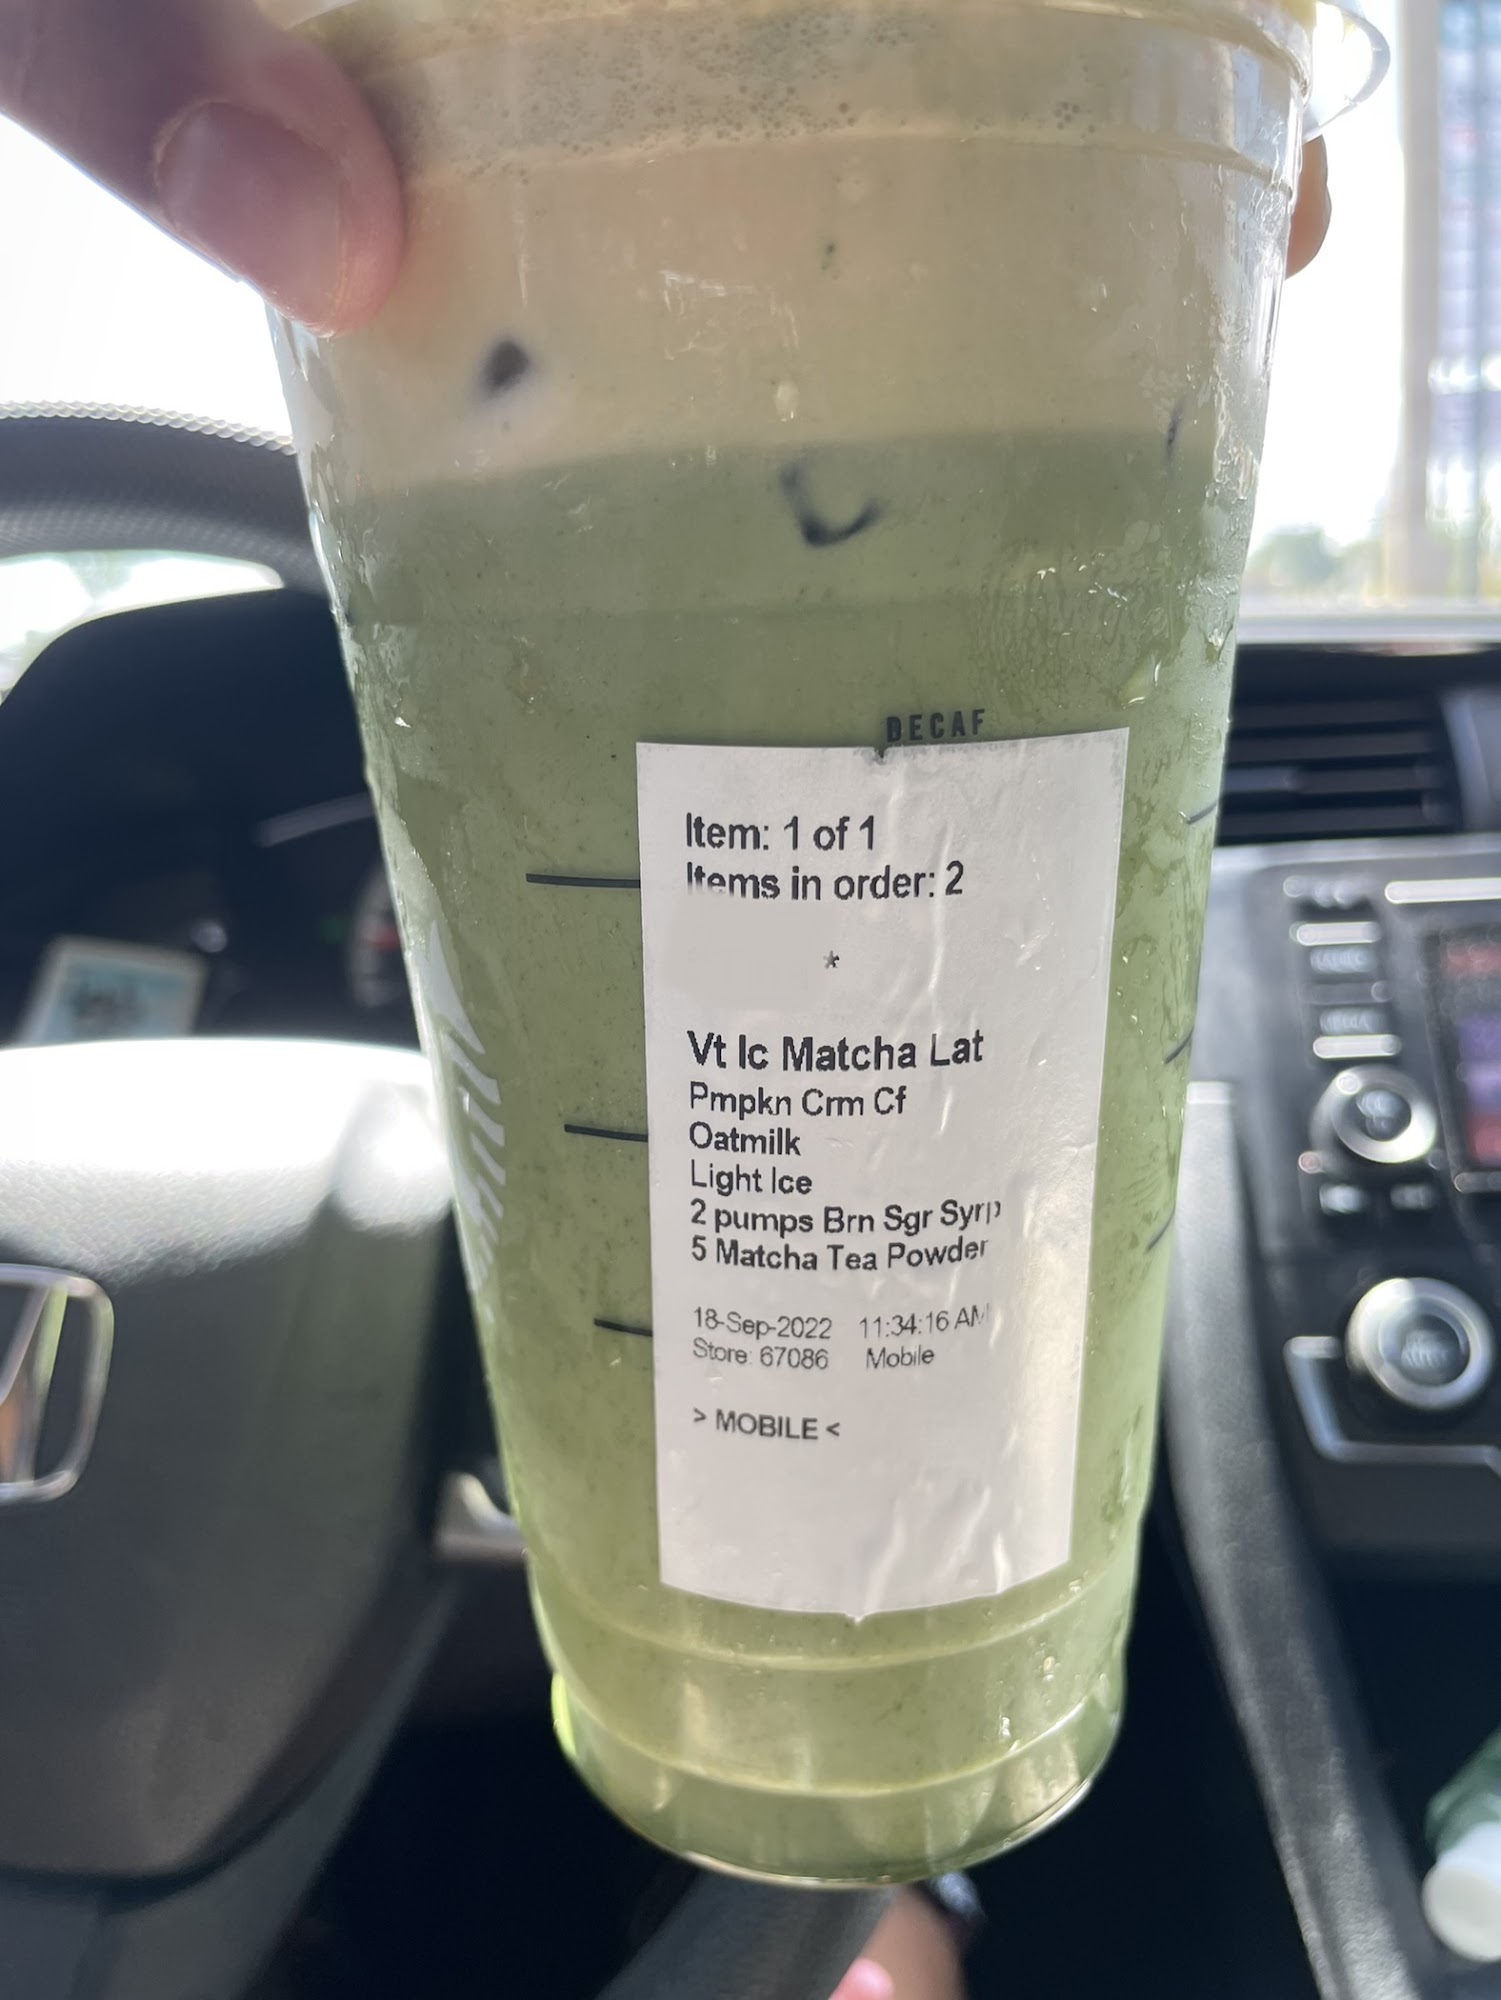 DECAF
Item: 1 of 1
Items in order: 2
*
Vt Ic Matcha Lat
Pmpkn Crm Cf
Oatmilk
Light Ice
2 pumps Brn Sgr Syrp
5 Matcha Tea Powder
18-Sep-2022 11:34:16 AM
Store: 67086 Mobile
> MOBILE <